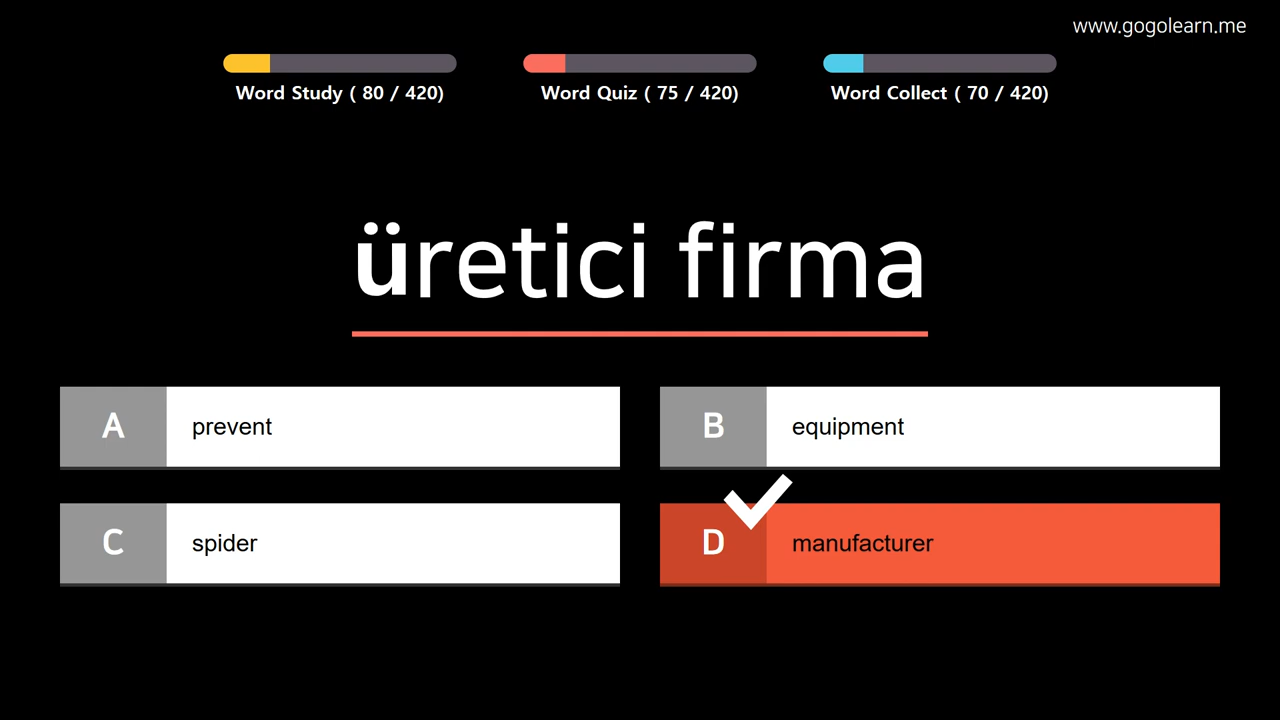 www.gogolearn.me
Word Study ( 80 / 420)
Word Quiz ( 75 / 420)
Word Collect ( 70 / 420)
üretici firma
A prevent
B equipment
C spider
D manufacturer